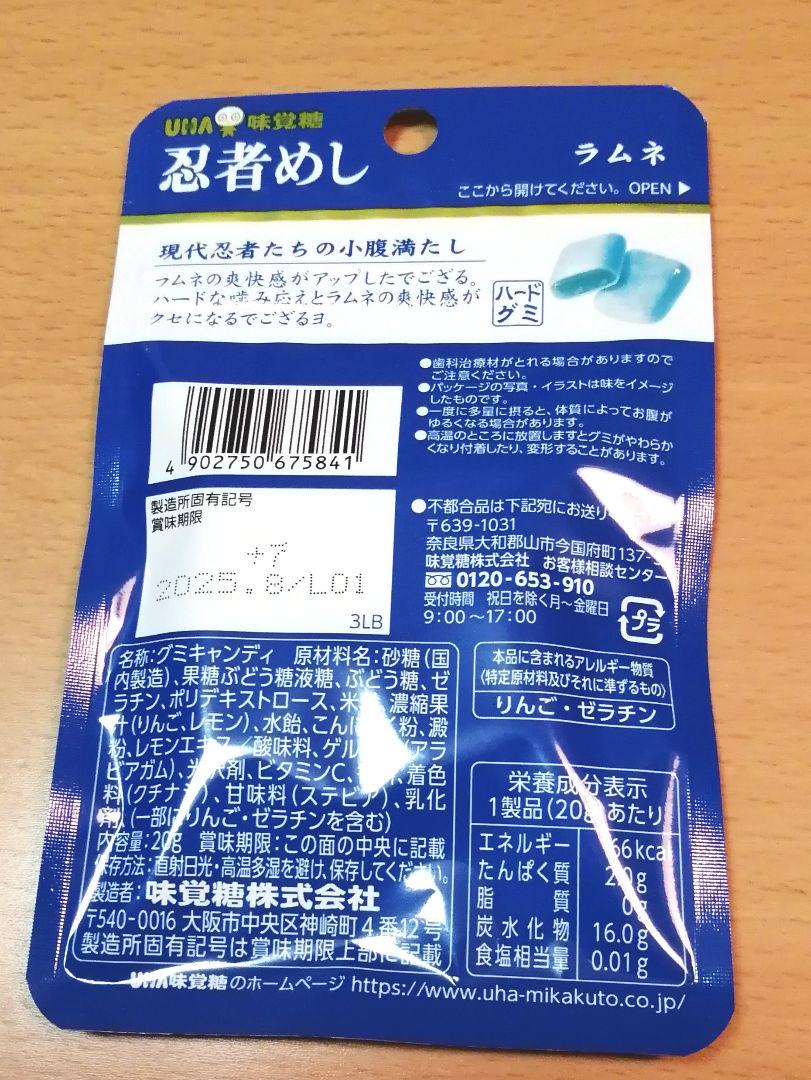 UHA味覚糖
忍者めし
ラムネ
ここから開けてください。OPEN▶
現代忍者たちの小腹満たし
ラムネの爽快感がアップしたでござる。
ハードな噛み応えとラムネの爽快感が
クセになるでござるヨ。
ハード
グミ
●歯科治療材がとれる場合がありますので
ご注意ください。
●パッケージの写真・イラストは味をイメージ
したものです。
●一度に多量に摂ると、体質によってお腹が
ゆるくなる場合があります。
●高温のところに放置しますとグミがやわらか
くなり付着したり、変形することがあります。
4 902750 675841
製造所固有記号
賞味期限
+7
2025.8/L01
3LB
●不都合品は下記宛にお送り
〒639-1031
奈良県大和郡山市今国府町137-
味覚糖株式会社 お客様相談センター
0120-653-910
受付時間 祝日を除く月～金曜日
9:00～17:00
プラ
名称:グミキャンディ 原材料名:砂糖(国
内製造)、果糖ぶどう糖液糖、ぶどう糖、ゼ
ラチン、ポリデキストロース、米、濃縮果
汁(りんご、レモン)、水飴、こんにゃく粉、澱
粉、レモンエキス/酸味料、ゲル(アラ
ビアガム)、光沢剤、ビタミンC、着色
料(クチナシ)、甘味料(ステビア)、乳化
剤、(一部にりんご・ゼラチンを含む)
内容量:20g 賞味期限:この面の中央に記載
保存方法:直射日光・高温多湿を避け、保存してください。
製造者:味覚糖株式会社
〒540-0016 大阪市中央区神崎町4番12号
製造所固有記号は賞味期限上部に記載
本品に含まれるアレルギー物質
(特定原材料及びそれに準ずるもの)
りんご・ゼラチン
栄養成分表示
1製品(20g)あたり
エネルギー 66kcal
たんぱく質 2.0g
脂質 0g
炭水化物 16.0g
食塩相当量 0.01g
UHA味覚糖のホームページ https://www.uha-mikakuto.co.jp/